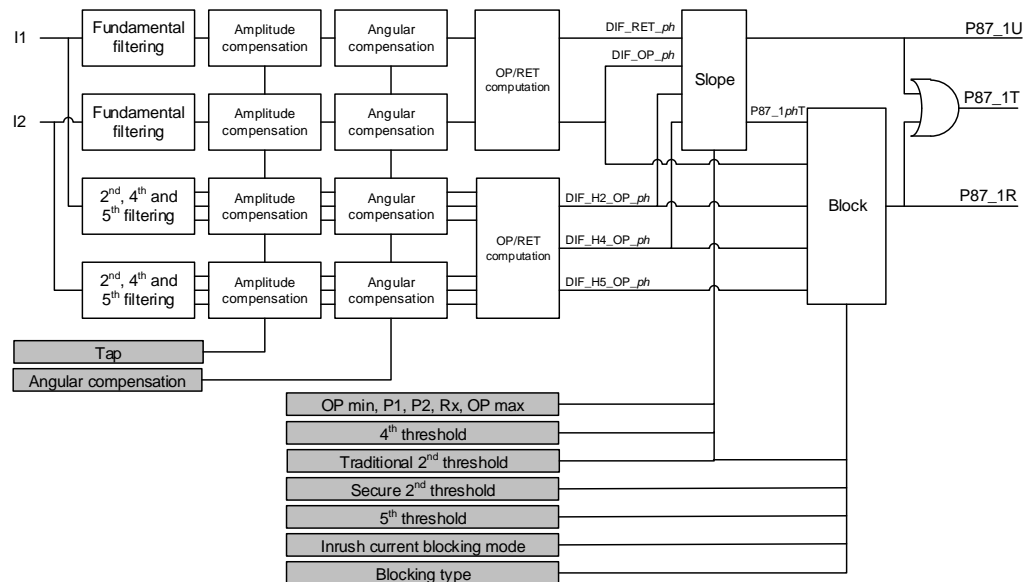 I1
Fundamental
filtering
Amplitude
compensation
Angular
compensation
OP/RET
computation
DIF_RET_ph
DIF_OP_ph
Slope
P87_1U
I2
Fundamental
filtering
Amplitude
compensation
Angular
compensation
P87_1phT
P87_1T
2nd, 4th and
5th filtering
Amplitude
compensation
Angular
compensation
OP/RET
computation
DIF_H2_OP_ph
DIF_H4_OP_ph
DIF_H5_OP_ph
Block
P87_1R
2nd, 4th and
5th filtering
Amplitude
compensation
Angular
compensation
Tap
Angular compensation
OP min, P1, P2, Rx, OP max
4th threshold
Traditional 2nd threshold
Secure 2nd threshold
5th threshold
Inrush current blocking mode
Blocking type